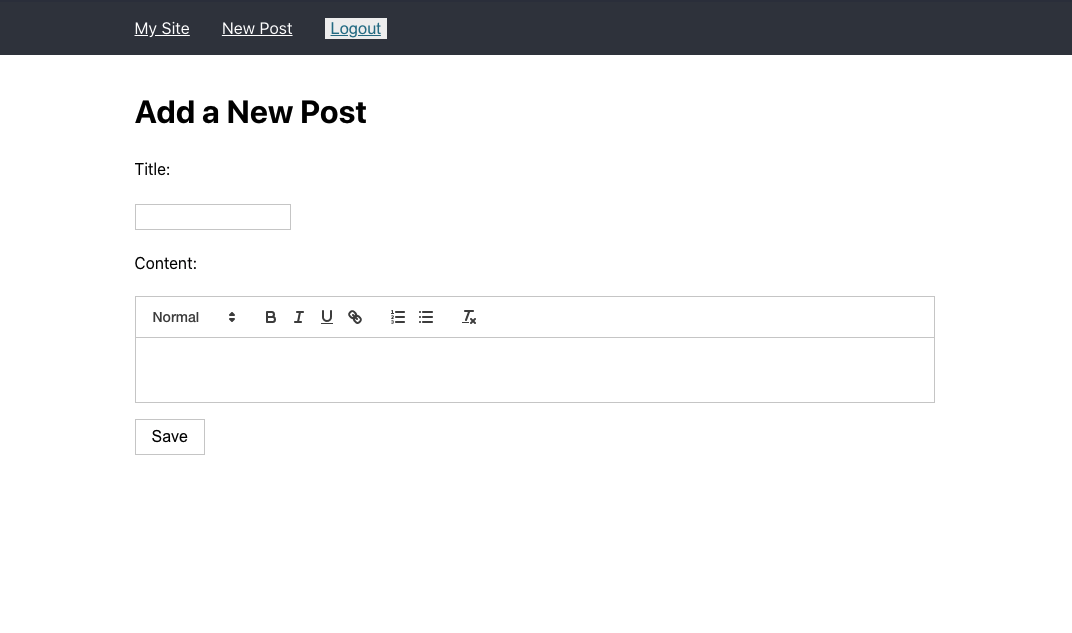 My Site New Post Logout
Add a New Post
Title:
Content:
Normal
Save